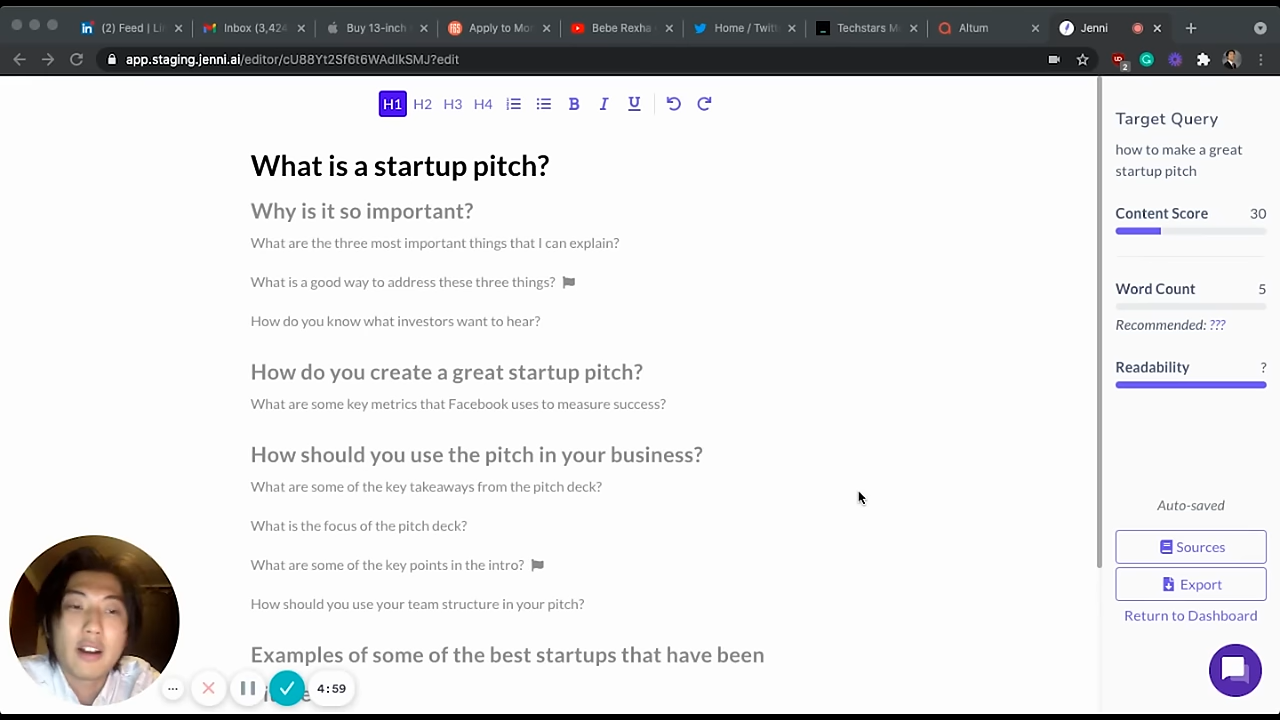 (2) Feed | Li
Inbox (3,424
Buy 13-inch
Apply to Mo
Bebe Rexha
Home / Twit
Techstars M
Altum
Jenni
app.staging.jenni.ai/editor/cU88Yt2Sf6t6WAdlkSMJ?edit
2
H1 H2 H3 H4 B I U
What is a startup pitch?
Why is it so important?
What are the three most important things that I can explain?
What is a good way to address these three things?
How do you know what investors want to hear?
How do you create a great startup pitch?
What are some key metrics that Facebook uses to measure success?
How should you use the pitch in your business?
What are some of the key takeaways from the pitch deck?
What is the focus of the pitch deck?
What are some of the key points in the intro?
How should you use your team structure in your pitch?
Examples of some of the best startups that have been
4:59
Target Query
how to make a great
startup pitch
Content Score 30
Word Count 5
Recommended: ???
Readability ?
Auto-saved
Sources
Export
Return to Dashboard